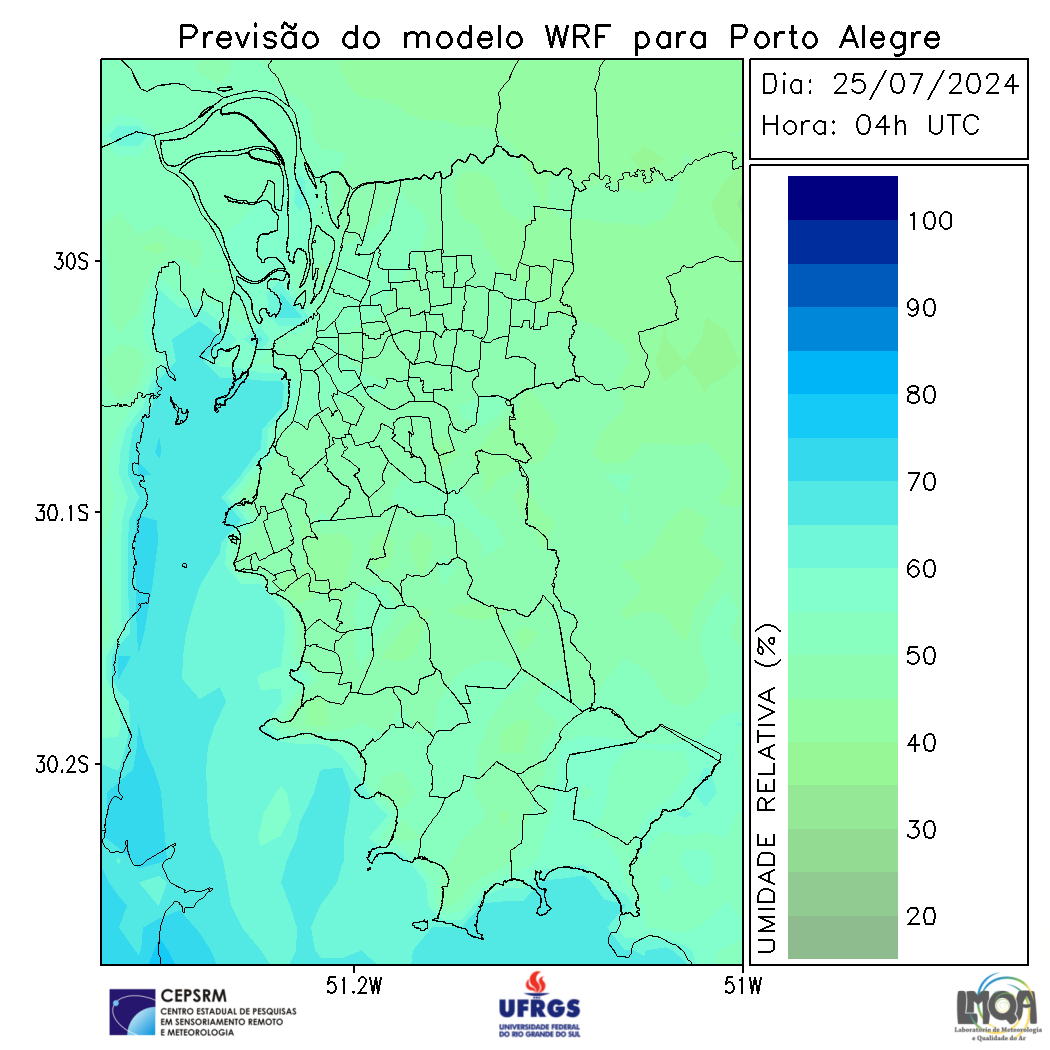 Previsão do modelo WRF para Porto Alegre
Dia: 25/07/2024
Hora: 04h UTC
30S
30.1S
30.2S
51.2W
51W
100
90
80
70
60
50
40
30
20
UMIDADE RELATIVA (%)
CEPSRM
CENTRO ESTADUAL DE PESQUISAS
EM SENSORIAMENTO REMOTO
E METEOROLOGIA
UFRGS
UNIVERSIDADE FEDERAL
DO RIO GRANDE DO SUL
LMQA
Laboratório de Meteorologia
e Qualidade do Ar